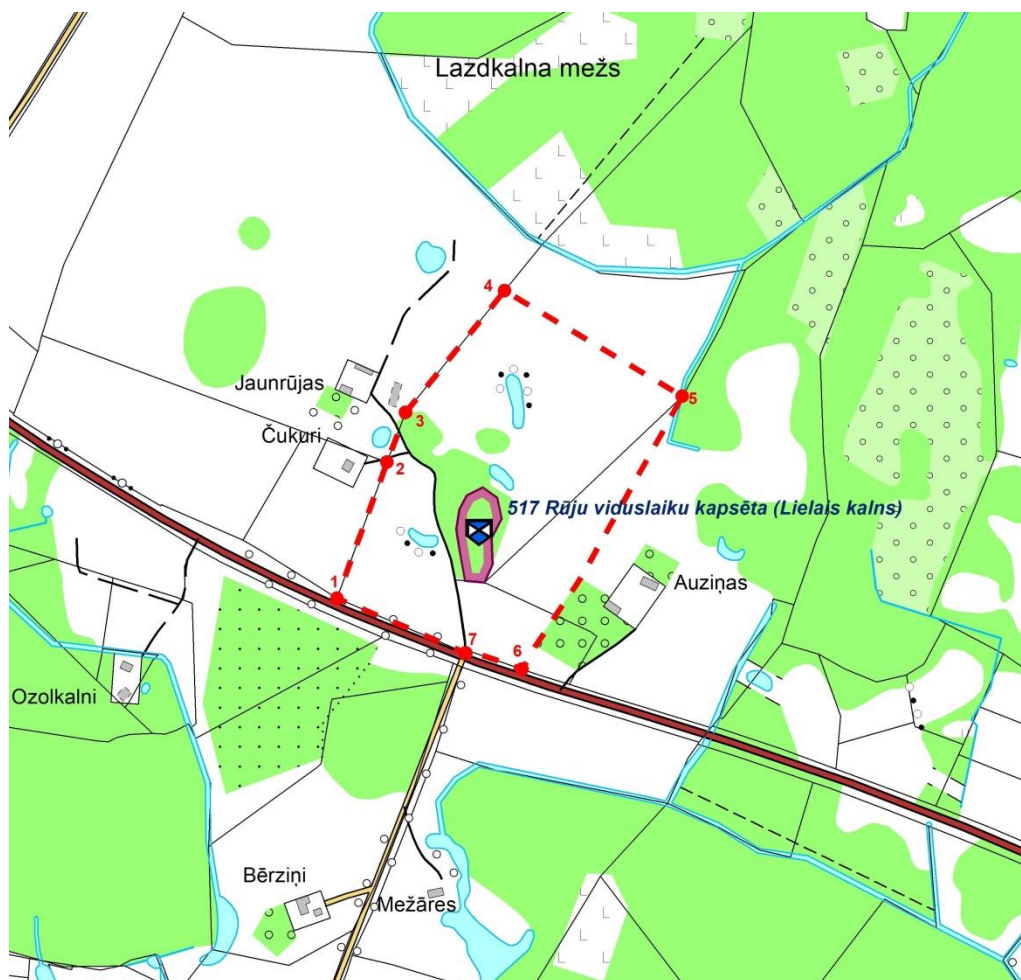 Lazdkalna mežs
4
Jaunrūjas
5
3
Čukuri
2
517 Rūju viduslaiku kapsēta (Lielais kalns)
Auziņas
1
7
6
Ozolkalni
Bērziņi
Mežāres